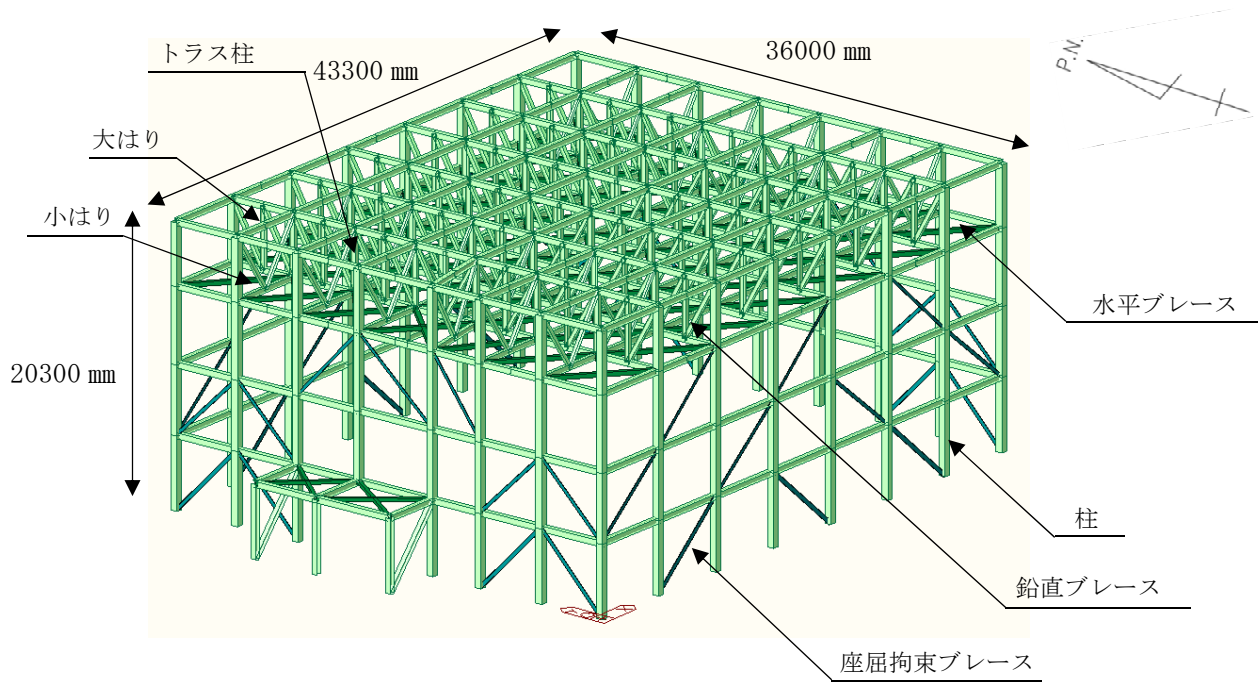 トラス柱
43300 mm
36000 mm
P.N.
大はり
小はり
20300 mm
水平ブレース
柱
鉛直ブレース
座屈拘束ブレース